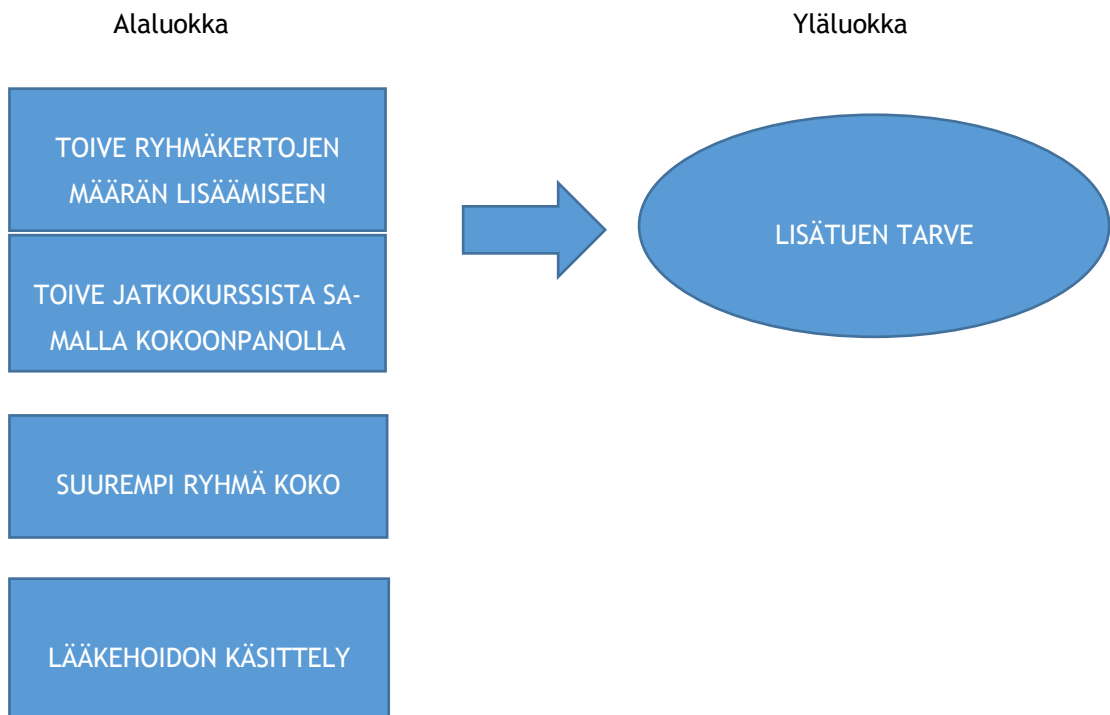 Alaluokka
Yläluokka
TOIVE RYHMÄKERTOJEN
MÄÄRÄN LISÄÄMISEEN
TOIVE JATKOKURSSISTA SA-
MALLA KOKOONPANOLLA
LISÄTUEN TARVE
SUUREMPI RYHMÄ KOKO
LÄÄKEHOIDON KÄSITTELY